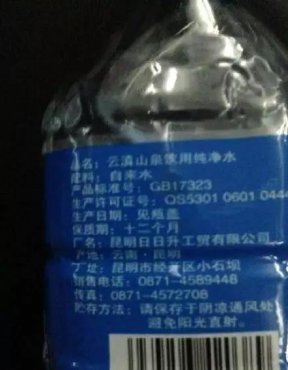 品名：云滇山泉饮用纯净水
配料：自来水
产品标准号：GB17323
生产许可证号：QS5301 0601 0444
生产日期：见瓶盖
保质期：十二个月
厂名：昆明日日升工贸有限公司
产地：云南·昆明
厂址：昆明市经开区小石坝
销售电话：0871-4589448
传真：0871-4572708
贮存方法：请保存于阴凉通风处
避免阳光直射。